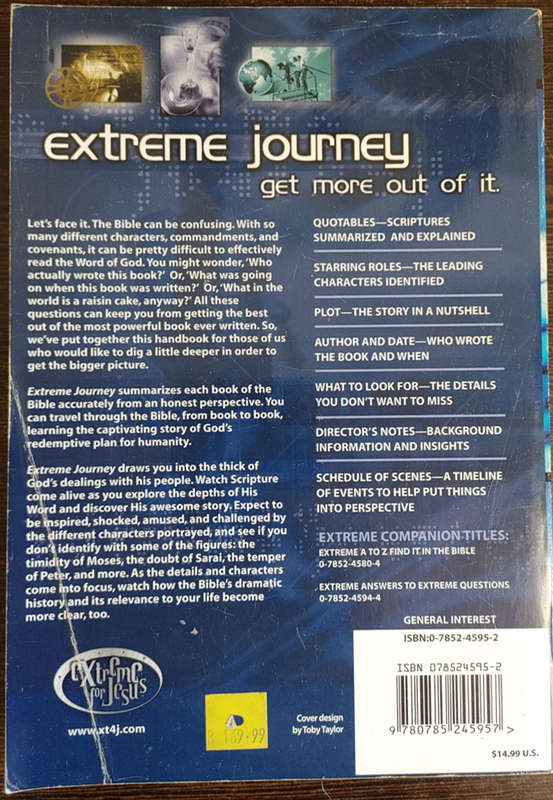 extreme journey
get more out of it.
Let's face it. The Bible can be confusing. With so
many different characters, commandments, and
covenants, it can be pretty difficult to effectively
read the Word of God. You might wonder, 'Who
actually wrote this book?' Or, 'What was going
on when this book was written?' Or, 'What in the
world is a raisin cake, anyway?' All these
questions can keep you from getting the best
out of the most powerful book ever written. So,
we've put together this handbook for those of us
who would like to dig a little deeper in order to
get the bigger picture.
Extreme Journey summarizes each book of the
Bible accurately from an honest perspective. You
can travel through the Bible, from book to book,
learning the captivating story of God's
redemptive plan for humanity.
Extreme Journey draws you into the thick of
God's dealings with his people. Watch Scripture
come alive as you explore the depths of His
Word and discover His awesome story. Expect to
be inspired, shocked, amused, and challenged by
the different characters portrayed, and see if you
don't identify with some of the figures: the
timidity of Moses, the doubt of Sarai, the temper
of Peter, and more. As the details and characters
come into focus, watch how the Bible's dramatic
history and its relevance to your life become
more clear, too.
extreme
for Jesus
www.xt4j.com
QUOTABLES—SCRIPTURES
SUMMARIZED AND EXPLAINED
STARRING ROLES—THE LEADING
CHARACTERS IDENTIFIED
PLOT—THE STORY IN A NUTSHELL
AUTHOR AND DATE—WHO WROTE
THE BOOK AND WHEN
WHAT TO LOOK FOR—THE DETAILS
YOU DON'T WANT TO MISS
DIRECTOR'S NOTES—BACKGROUND
INFORMATION AND INSIGHTS
SCHEDULE OF SCENES—A TIMELINE
OF EVENTS TO HELP PUT THINGS
INTO PERSPECTIVE
EXTREME COMPANION TITLES:
EXTREME A TO Z FIND IT IN THE BIBLE
0-7852-4580-4
EXTREME ANSWERS TO EXTREME QUESTIONS
0-7852-4594-4
GENERAL INTEREST
ISBN:0-7852-4595-2
ISBN 078524595-2
9 780785 245957 >
$14.99 U.S.
Cover design
by Toby Taylor
169.99